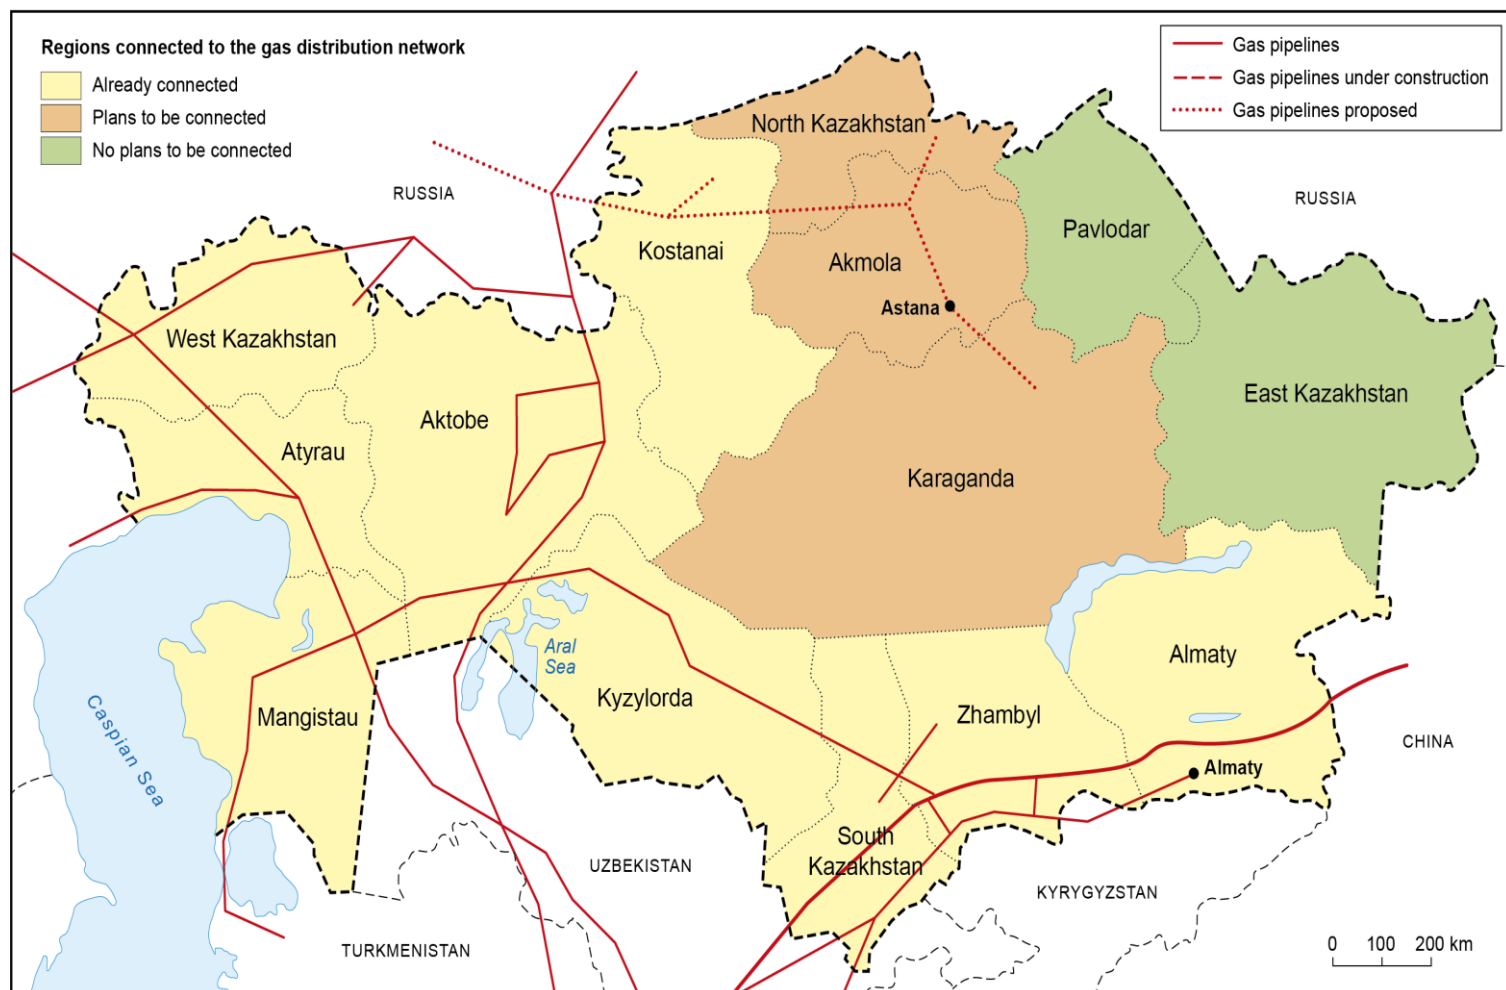 Regions connected to the gas distribution network
Already connected
Plans to be connected
No plans to be connected
Gas pipelines
Gas pipelines under construction
Gas pipelines proposed
North Kazakhstan
RUSSIA
RUSSIA
Pavlodar
Kostanai
Akmola
Astana
West Kazakhstan
East Kazakhstan
Aktobe
Atyrau
Karaganda
Aral
Sea
Almaty
Kyzylorda
Mangistau
Zhambyl
Caspian Sea
CHINA
Almaty
South
Kazakhstan
UZBEKISTAN
KYRGYZSTAN
TURKMENISTAN
0 100 200 km